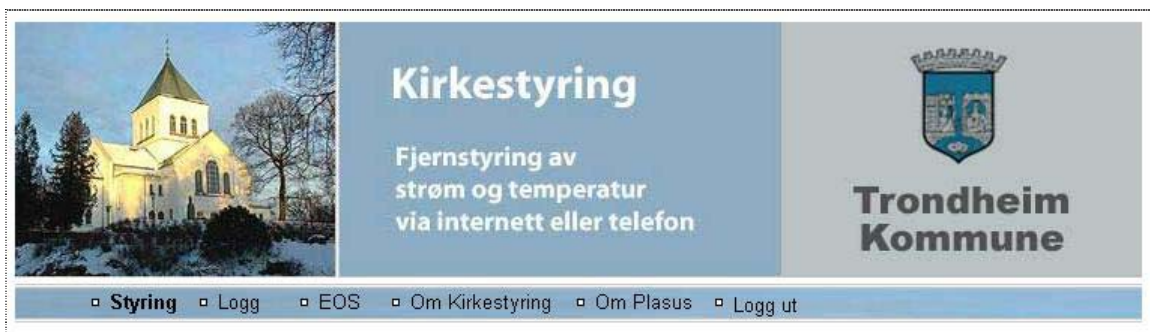 Kirkestyring
Fjernstyring av
strøm og temperatur
via internett eller telefon
Trondheim
Kommune
Styring Logg EOS Om Kirkestyring Om Plasus Logg ut